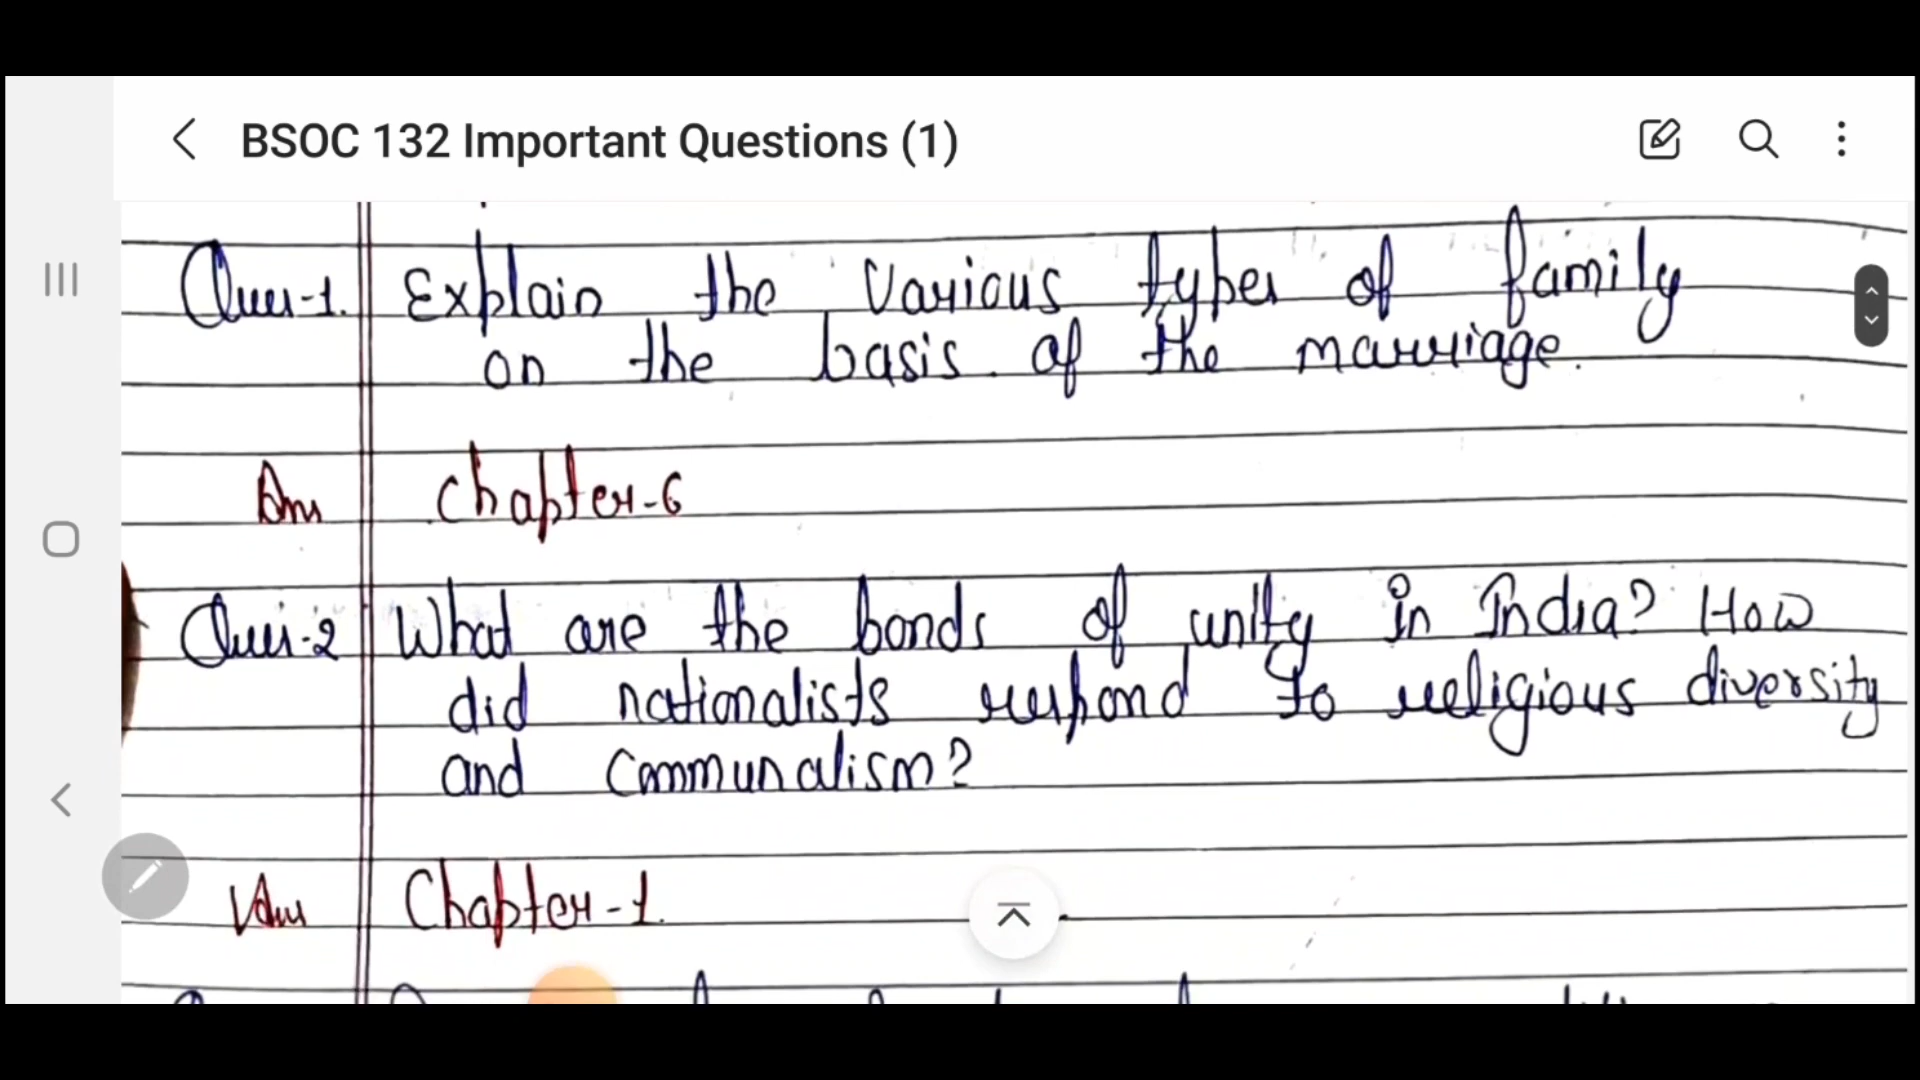 BSOC 132 Important Questions (1)
Ques-1. Explain the various types of family
on the basis of the marriage.
Ans Chapter-6
Ques-2 What are the bonds of unity in India? How
did nationalists respond to religious diversity
and communalism?
Ans Chapter-1.